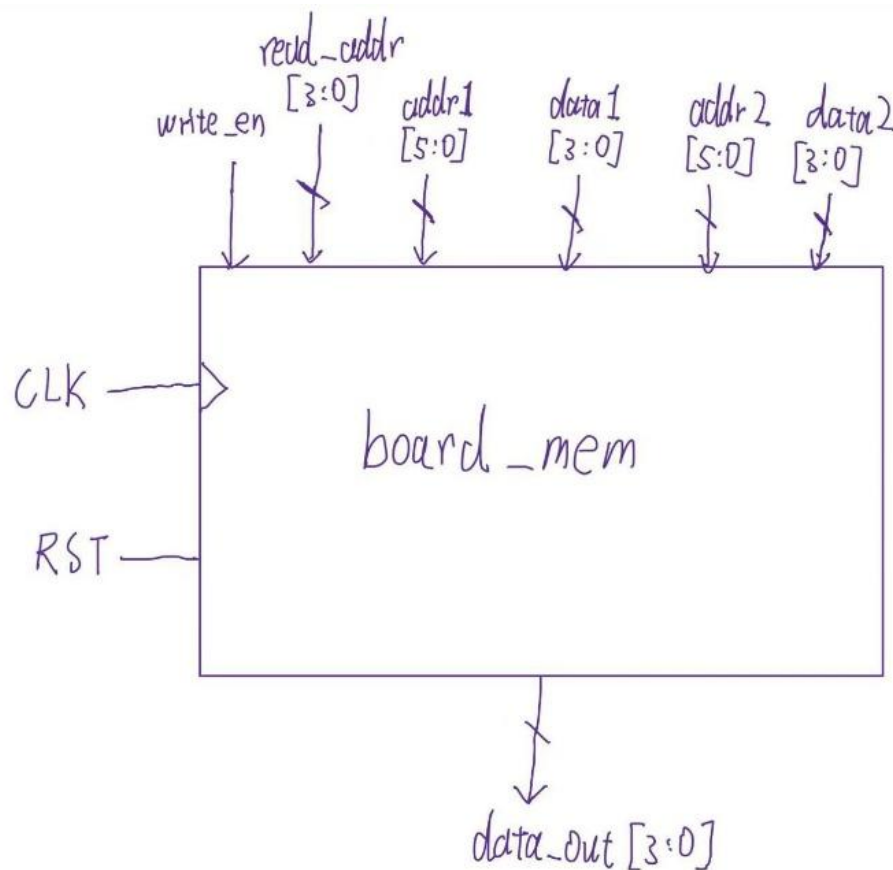 read_addr
[3:0]
write_en
addr1
[5:0]
data1
[3:0]
addr2
[5:0]
data2
[3:0]
CLK
board_mem
RST
data_out [3:0]